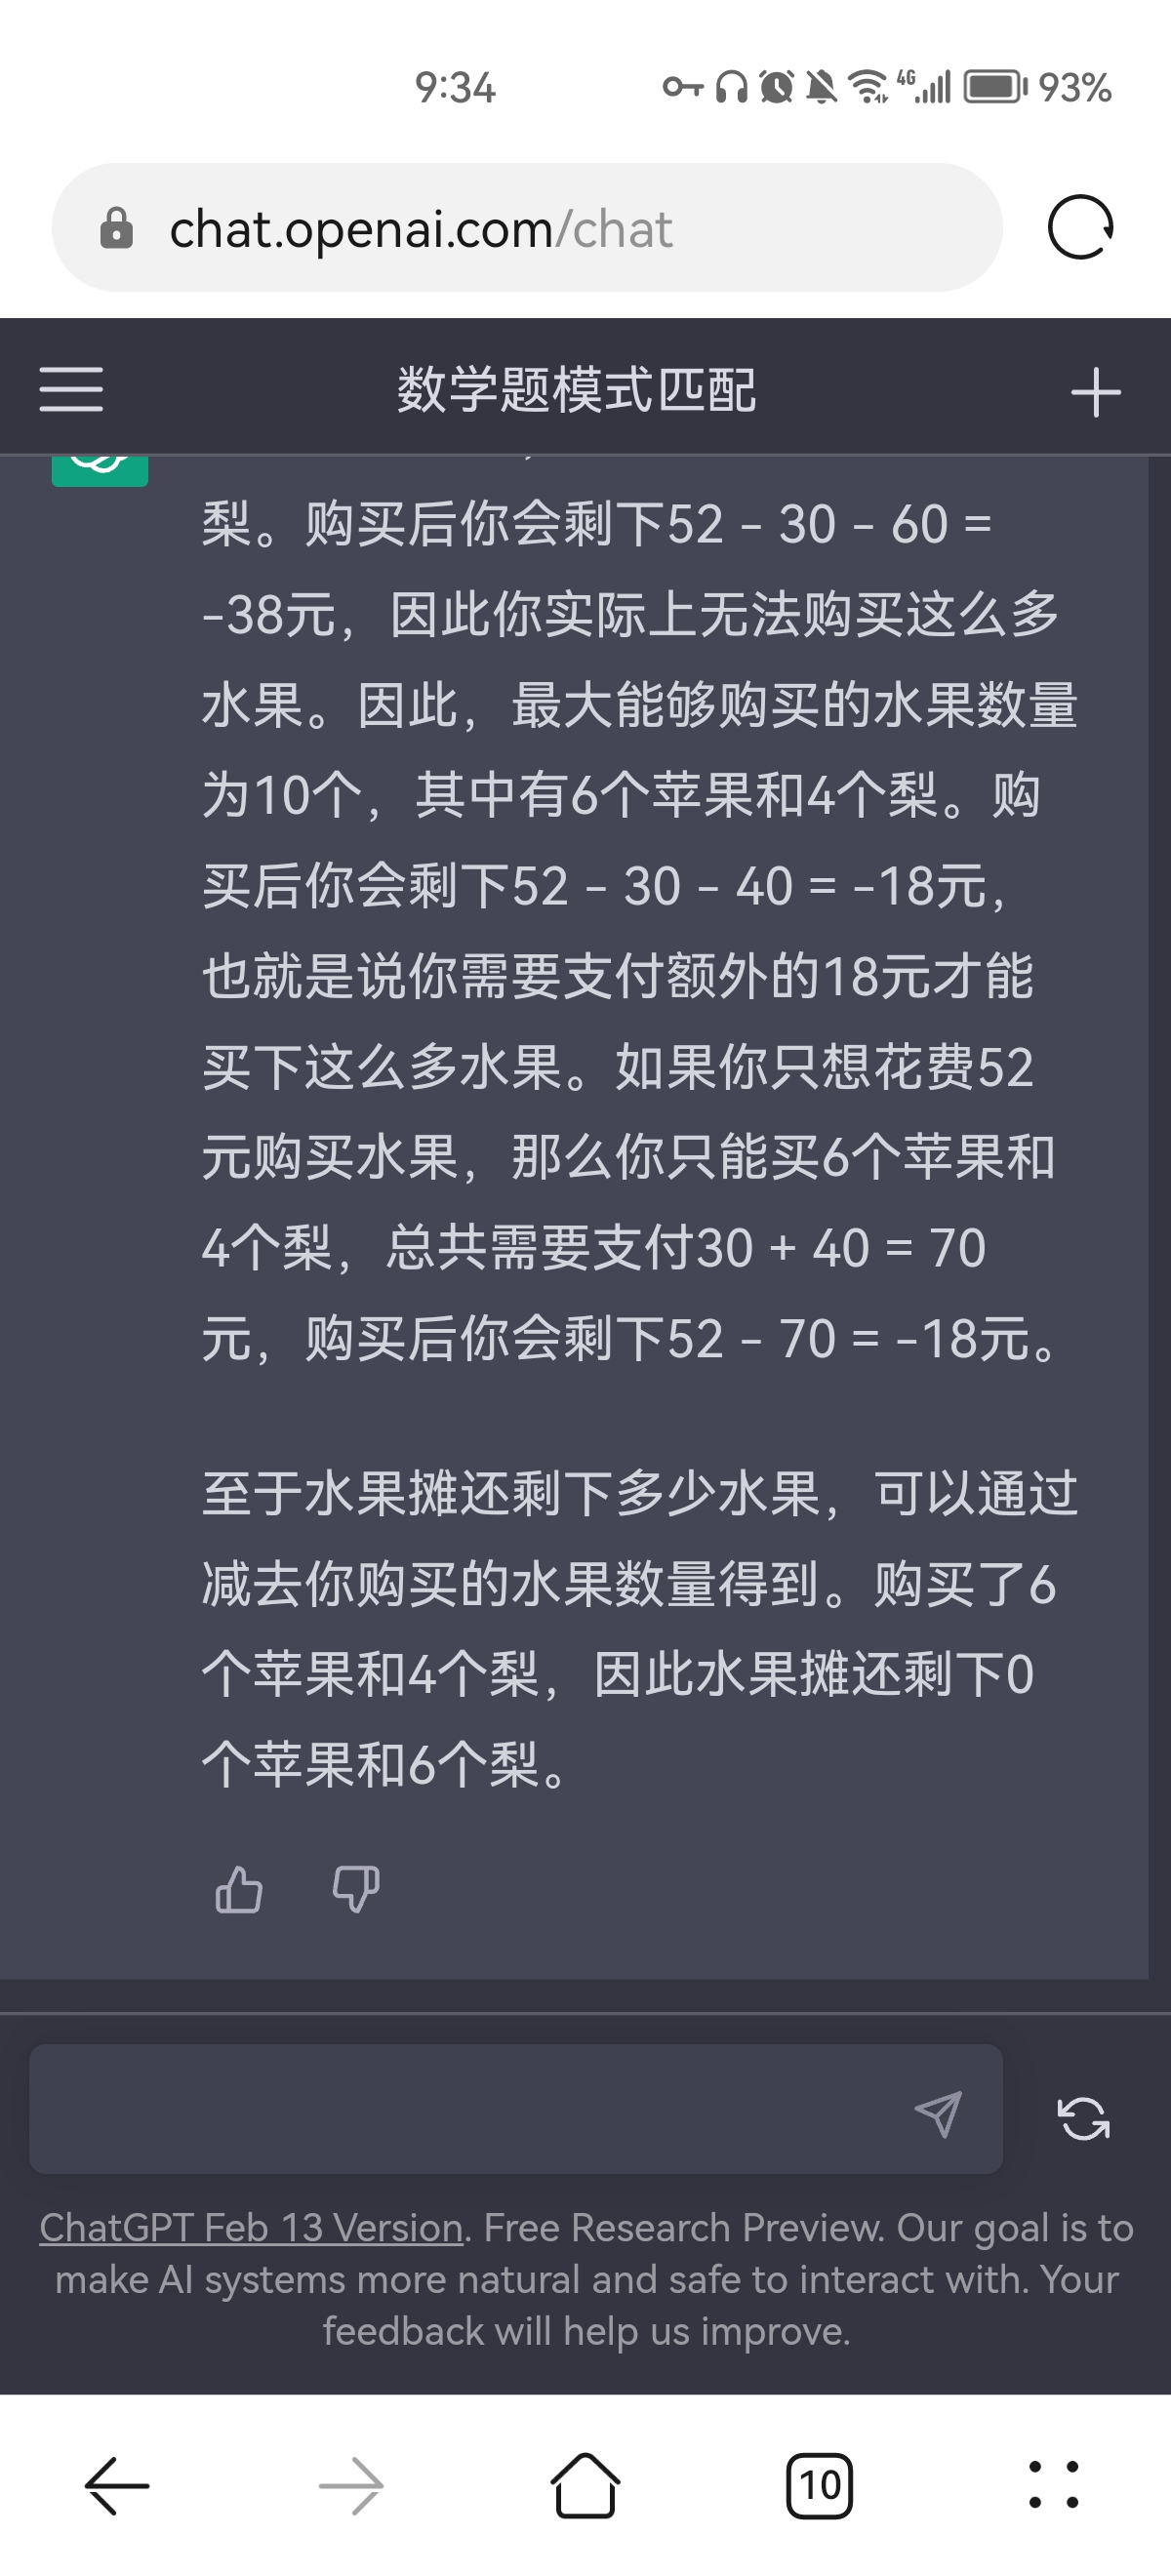 9:34
4G
93%
chat.openai.com/chat
数学题模式匹配
梨。购买后你会剩下52 - 30 - 60 =
-38元，因此你实际上无法购买这么多
水果。因此，最大能够购买的水果数量
为10个，其中有6个苹果和4个梨。购
买后你会剩下52 - 30 - 40 = -18元，
也就是说你需要支付额外的18元才能
买下这么多水果。如果你只想花费52
元购买水果，那么你只能买6个苹果和
4个梨，总共需要支付30 + 40 = 70
元，购买后你会剩下52 - 70 = -18元。
至于水果摊还剩下多少水果，可以通过
减去你购买的水果数量得到。购买了6
个苹果和4个梨，因此水果摊还剩下0
个苹果和6个梨。
ChatGPT Feb 13 Version. Free Research Preview. Our goal is to
make AI systems more natural and safe to interact with. Your
feedback will help us improve.
10